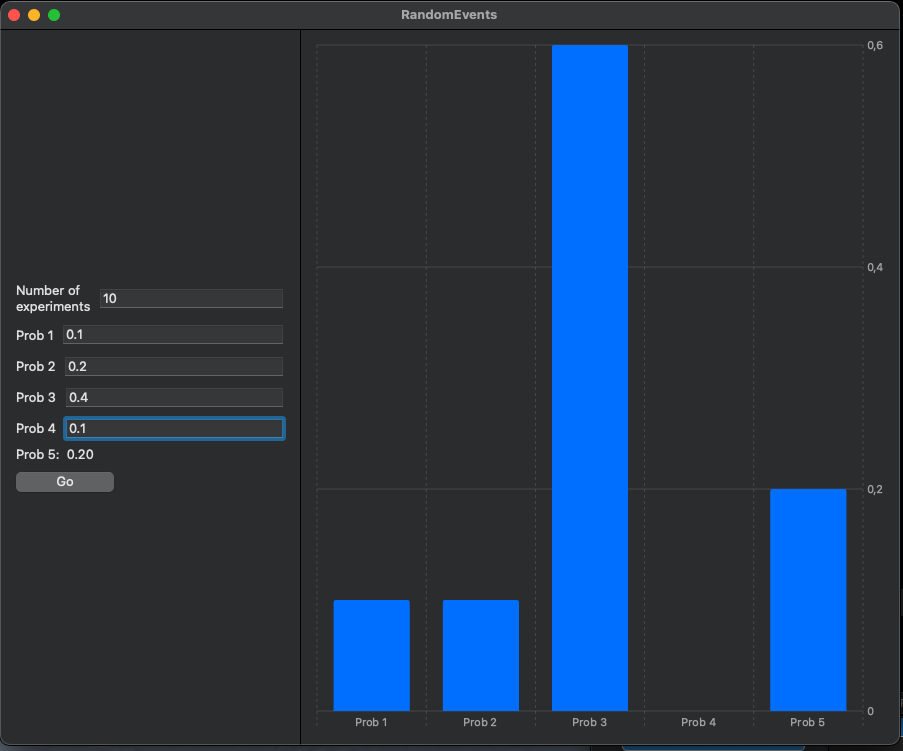 RandomEvents
Number of
experiments 10
Prob 1 0.1
Prob 2 0.2
Prob 3 0.4
Prob 4 0.1
Prob 5: 0.20
Go
0,6
0,4
0,2
0
Prob 1 Prob 2 Prob 3 Prob 4 Prob 5